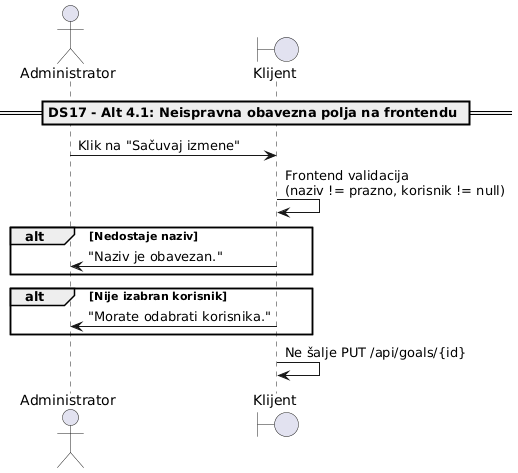 Administrator
Klijent
DS17 - Alt 4.1: Neispravna obavezna polja na frontendu
Klik na "Sačuvaj izmene"
Frontend validacija
(naziv != prazno, korisnik != null)
alt [Nedostaje naziv]
"Naziv je obavezan."
alt [Nije izabran korisnik]
"Morate odabrati korisnika."
Ne šalje PUT /api/goals/{id}
Administrator
Klijent